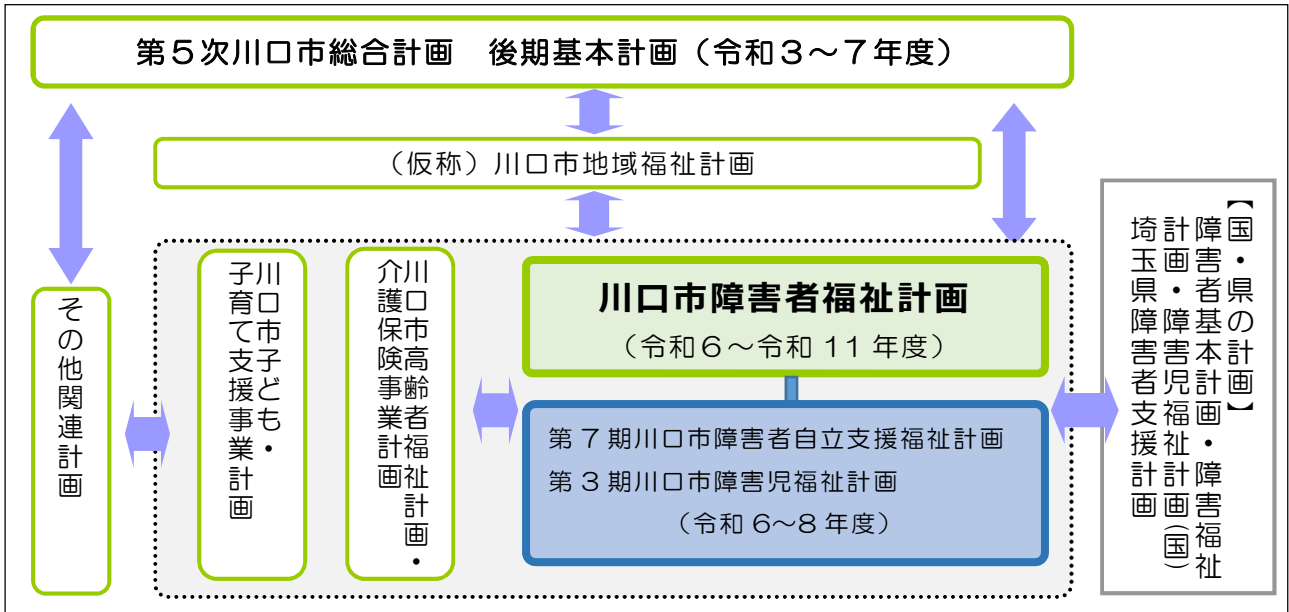 第５次川口市総合計画　後期基本計画（令和３～７年度）
（仮称）川口市地域福祉計画
その他関連計画
川口市子ども・
子育て支援事業計画
川口市高齢者福祉計画・
介護保険事業計画
川口市障害者福祉計画
（令和６～令和 11 年度）
第７期川口市障害者自立支援福祉計画
第３期川口市障害児福祉計画
（令和 6～8 年度）
【国・県の計画】
障害者基本計画・障害福祉
計画・障害児福祉計画（国）
埼玉県障害者支援計画